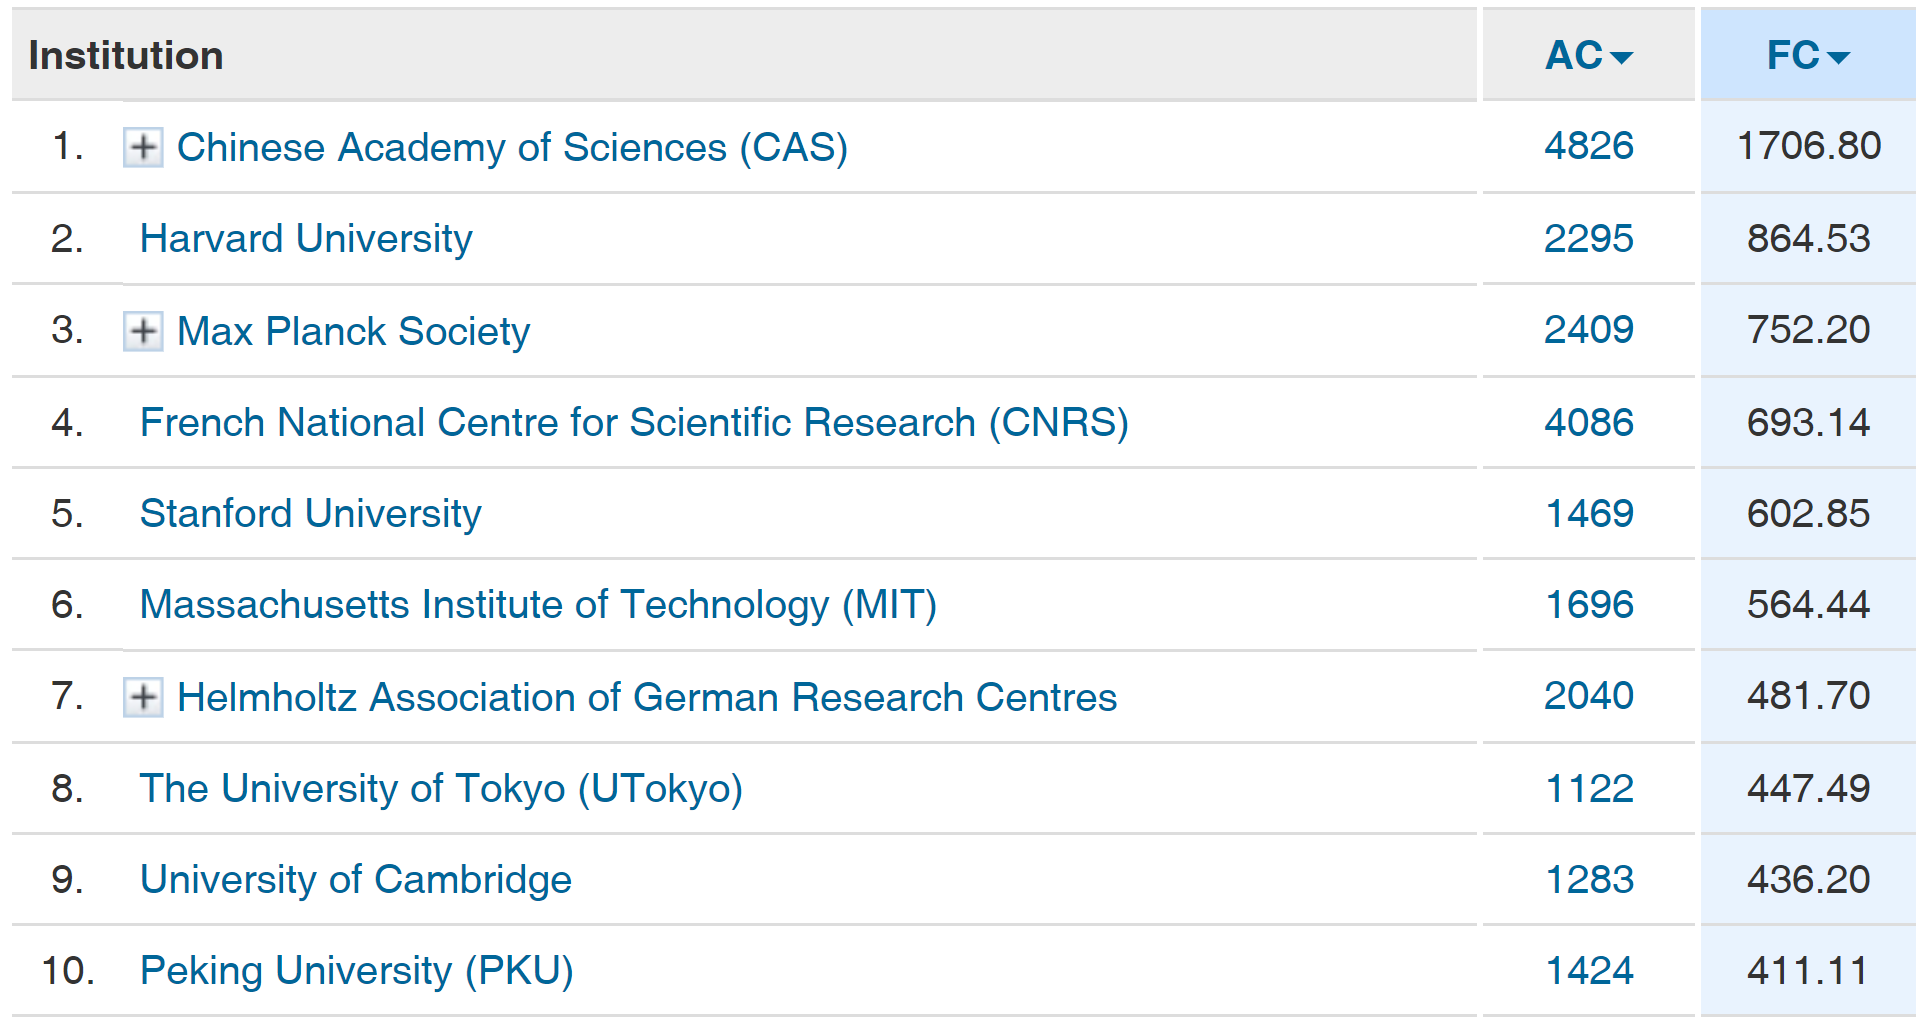 Institution AC FC
1. Chinese Academy of Sciences (CAS) 4826 1706.80
2. Harvard University 2295 864.53
3. Max Planck Society 2409 752.20
4. French National Centre for Scientific Research (CNRS) 4086 693.14
5. Stanford University 1469 602.85
6. Massachusetts Institute of Technology (MIT) 1696 564.44
7. Helmholtz Association of German Research Centres 2040 481.70
8. The University of Tokyo (UTokyo) 1122 447.49
9. University of Cambridge 1283 436.20
10. Peking University (PKU) 1424 411.11